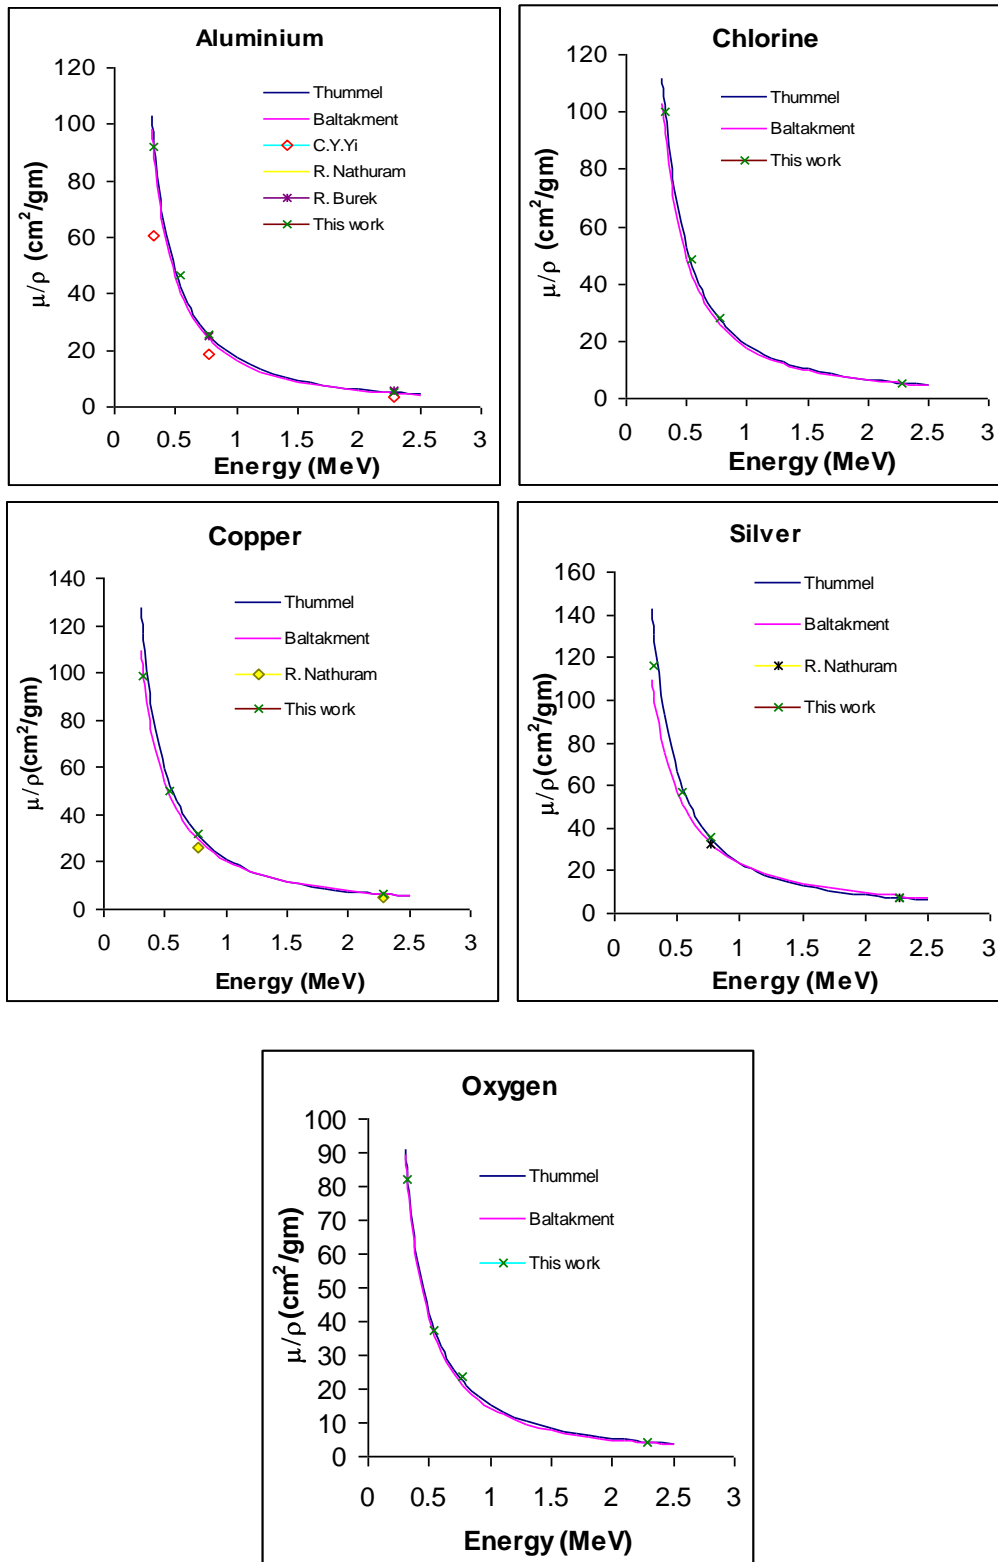 Aluminium
120
100
80
60
40
20
0
μ/ρ (cm²/gm)
Thummel
Baltakment
C.Y.Yi
R. Nathuram
R. Burek
This work
0 0.5 1 1.5 2 2.5 3
Energy (MeV)
Chlorine
120
100
80
60
40
20
0
μ/ρ (cm²/gm)
Thummel
Baltakment
This work
0 0.5 1 1.5 2 2.5 3
Energy (MeV)
Copper
140
120
100
80
60
40
20
0
μ/ρ(cm²/gm)
Thummel
Baltakment
R. Nathuram
This work
0 0.5 1 1.5 2 2.5 3
Energy (MeV)
Silver
160
140
120
100
80
60
40
20
0
μ/ρ(cm²/gm)
Thummel
Baltakment
R. Nathuram
This work
0 0.5 1 1.5 2 2.5 3
Energy (MeV)
Oxygen
100
90
80
70
60
50
40
30
20
10
0
μ/ρ(cm²/gm)
Thummel
Baltakment
This work
0 0.5 1 1.5 2 2.5 3
Energy (MeV)